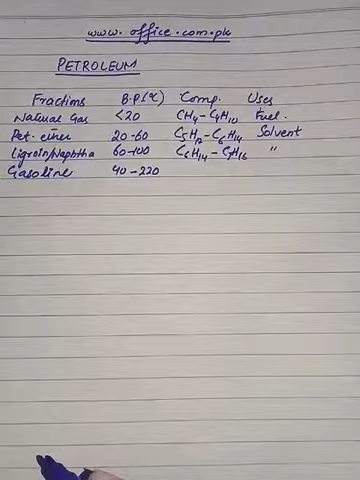 www.office.com.pk
PETROLEUM
Fractions B.P(°C) Comp. Uses
Natural Gas <20 CH4-C4H10 Fuel.
Pet. ether 20-60 C5H12-C6H14 Solvent
Ligroin/Naphtha 60-100 C6H14-C7H16 "
Gasoline 40-220